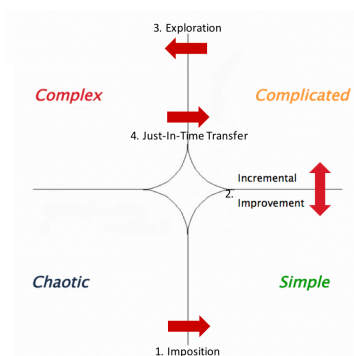 3. Exploration
Complex
Complicated
4. Just-In-Time Transfer
Incremental
2.
Improvement
Chaotic
Simple
1. Imposition